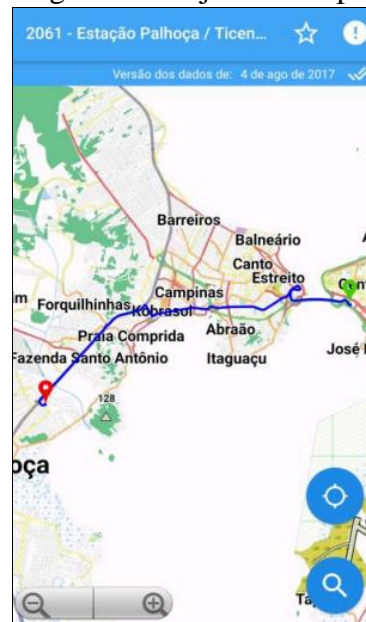 2061 - Estação Palhoça / Ticen...
Versão dos dados de: 4 de ago de 2017
Barreiros
Balneário
Canto
Estreito
Campinas
Forquilhinhas
Kobrasol
Praia Comprida
Abraão
Fazenda Santo Antônio
Itaguaçu
José
128
oça